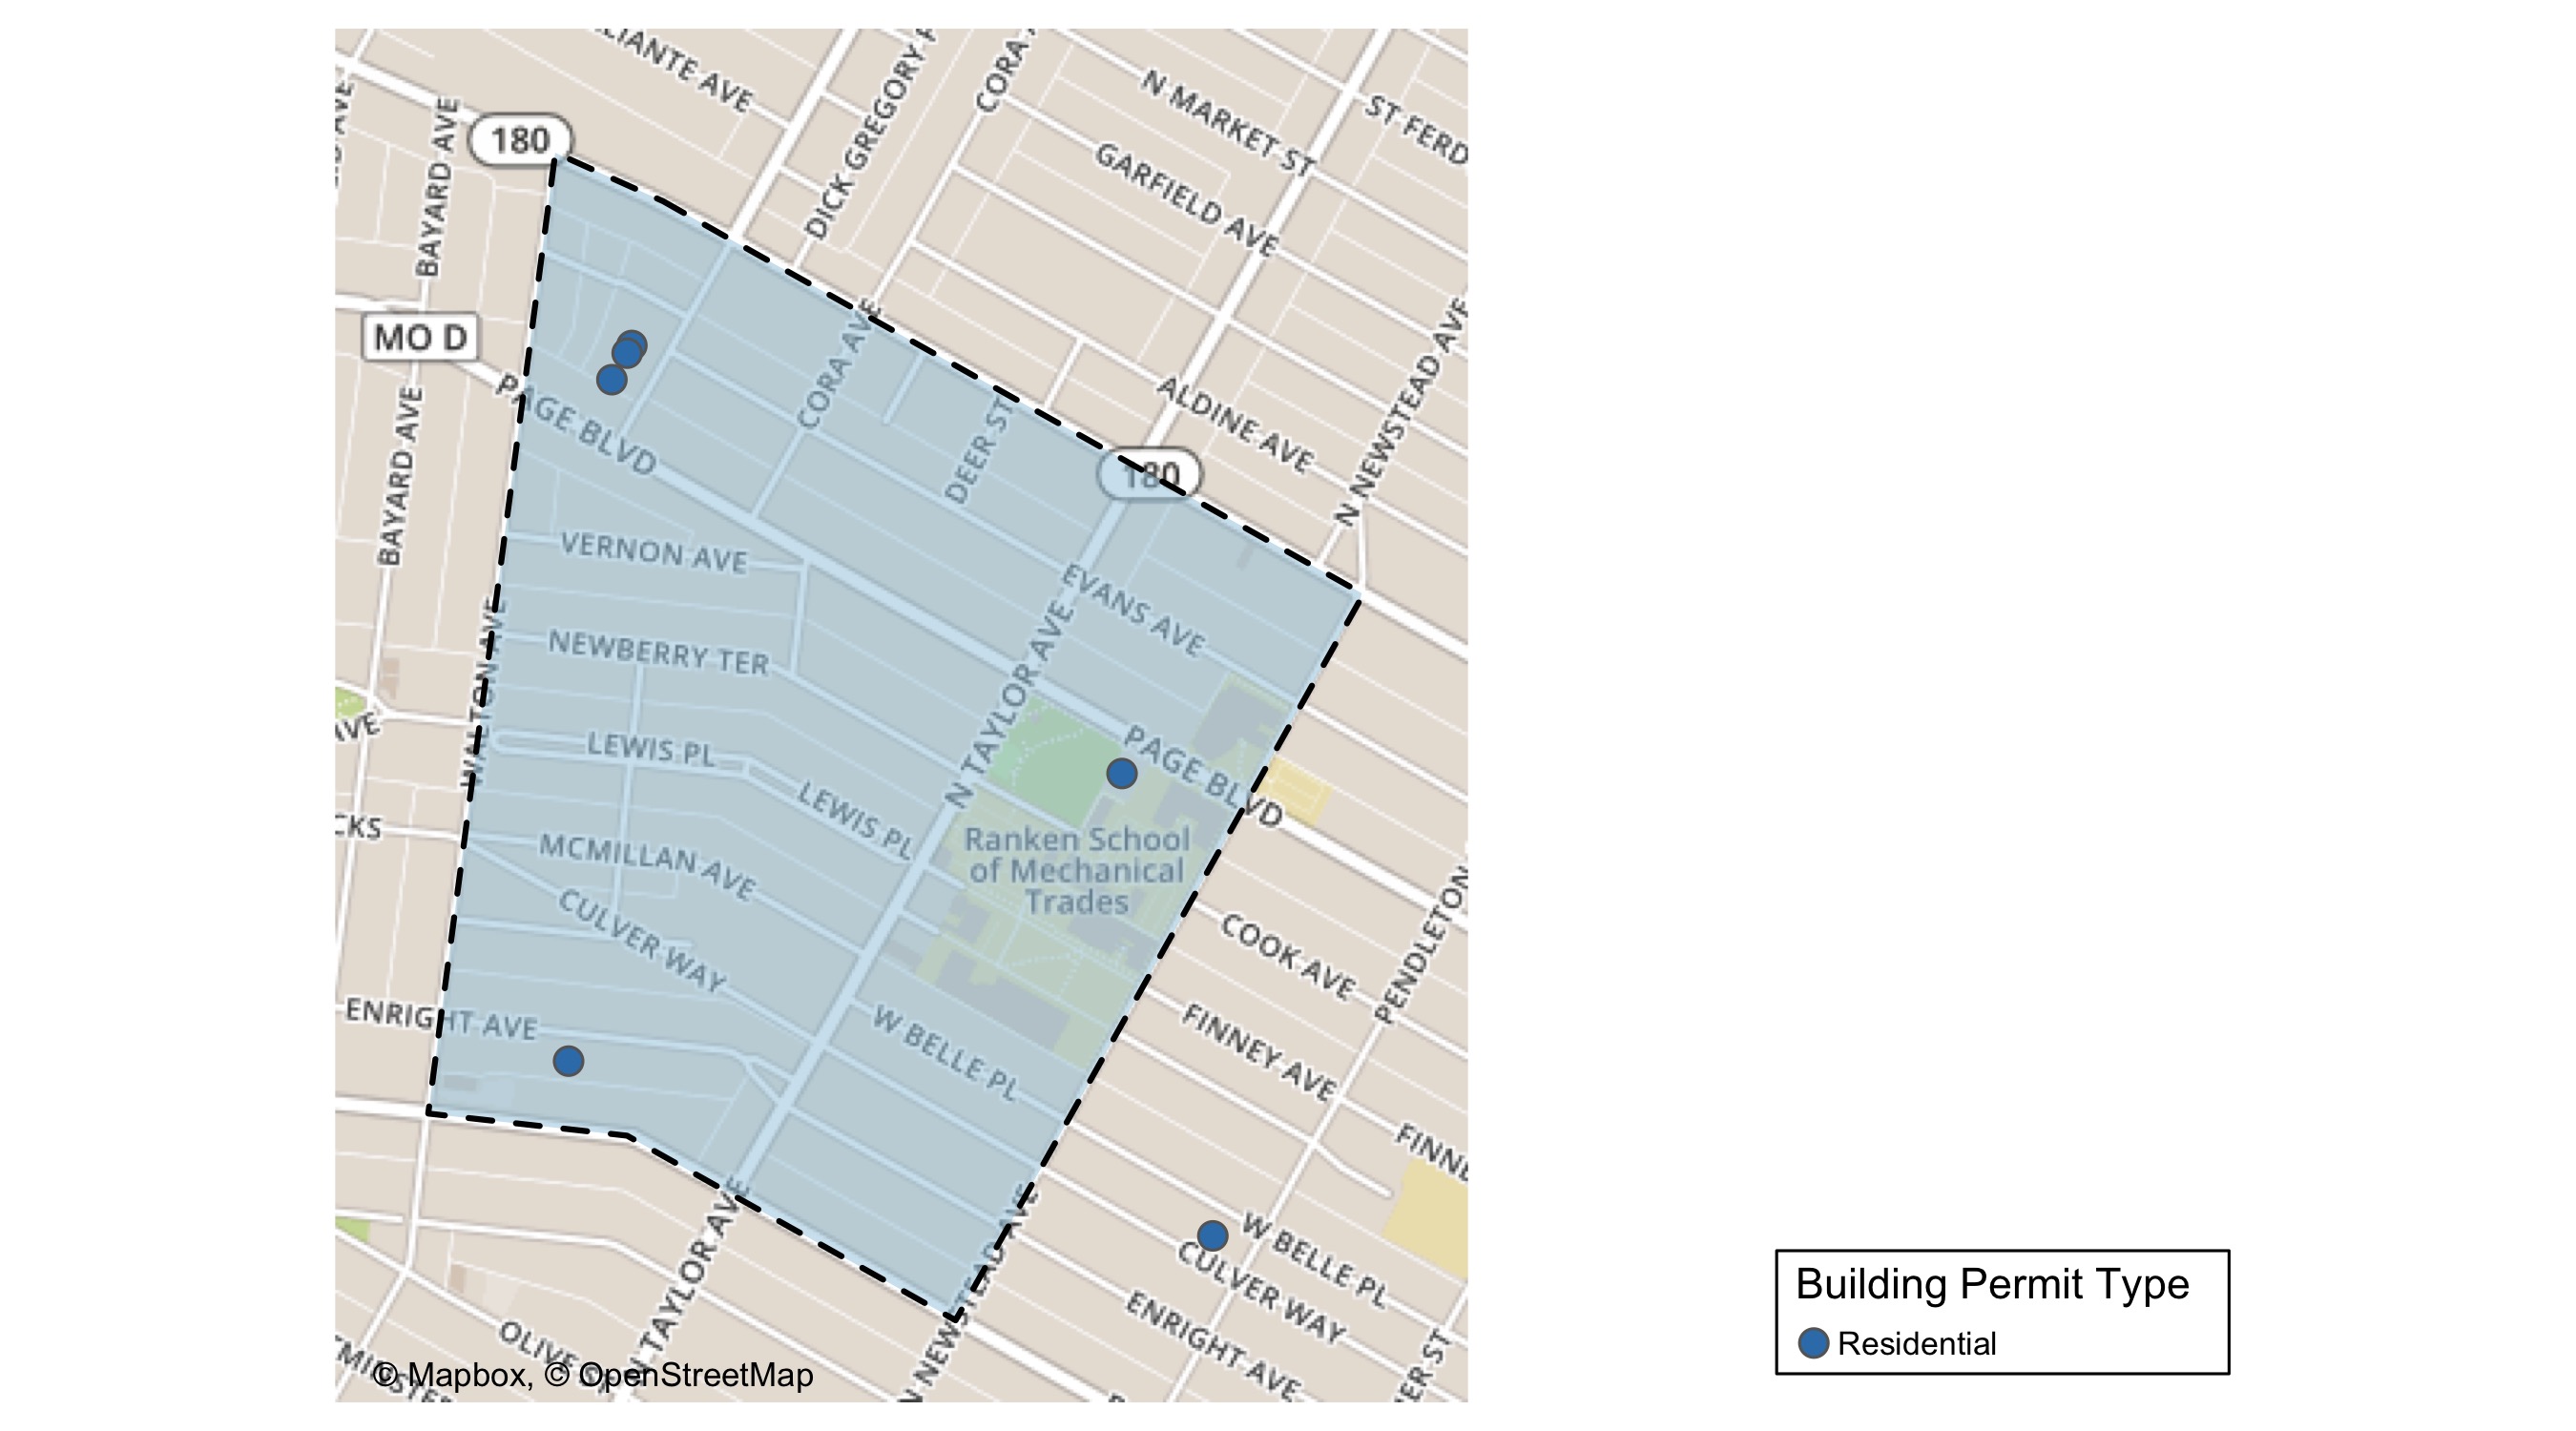 LIANTE AVE
DICK GREGORY P
CORA
N MARKET ST
ST FERD
GARFIELD AVE
BAYARD AVE
180
MO D
BAYARD AVE
PAGE BLVD
CORA AVE
DEER ST
ALDINE AVE
N NEWSTEAD AVE
180
VERNON AVE
EVANS AVE
NEWBERRY TER
WALTON AVE
N TAYLOR AVE
AVE
LEWIS PL
LEWIS PL
PAGE BLVD
CKS
MCMILLAN AVE
Ranken School
of Mechanical
Trades
CULVER WAY
COOK AVE
PENDLETON
ENRIGHT AVE
W BELLE PL
FINNEY AVE
FINNE
W BELLE PL
CULVER WAY
ENRIGHT AVE
N TAYLOR AVE
N NEWSTEAD AVE
OLIVE
ER ST
© Mapbox, © OpenStreetMap
Building Permit Type
Residential